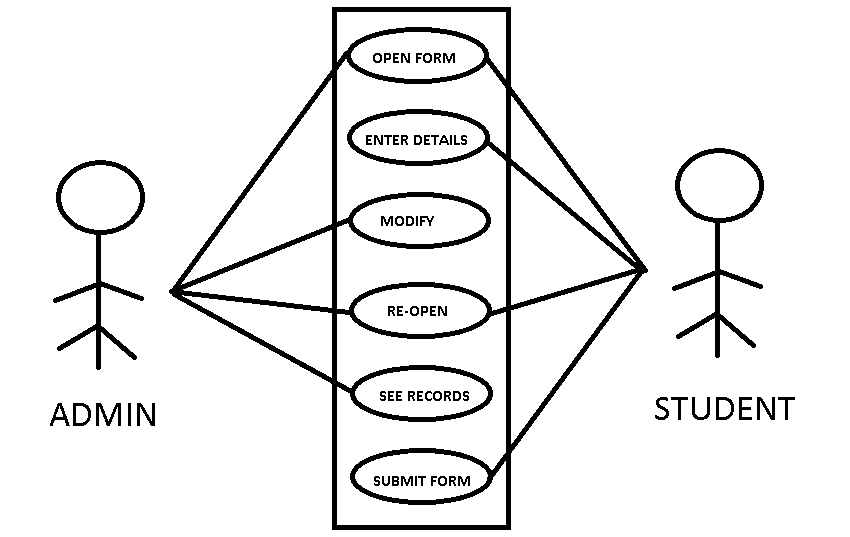 OPEN FORM
ENTER DETAILS
MODIFY
RE-OPEN
SEE RECORDS
SUBMIT FORM
ADMIN
STUDENT